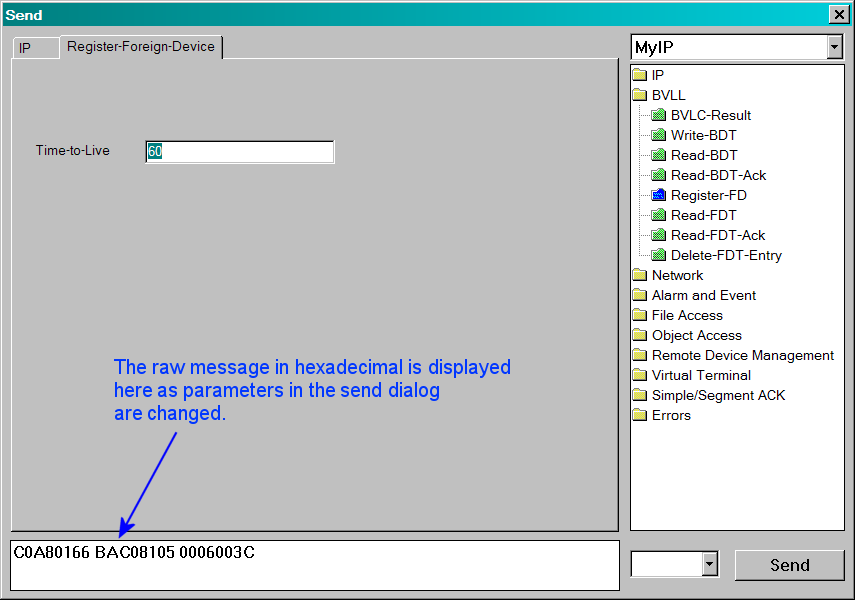 Send
IP
Register-Foreign-Device
Time-to-Live
60
The raw message in hexadecimal is displayed
here as parameters in the send dialog
are changed.
C0A80166 BAC08105 0006003C
MyIP
IP
BVLL
BVLC-Result
Write-BDT
Read-BDT
Read-BDT-Ack
Register-FD
Read-FDT
Read-FDT-Ack
Delete-FDT-Entry
Network
Alarm and Event
File Access
Object Access
Remote Device Management
Virtual Terminal
Simple/Segment ACK
Errors
Send